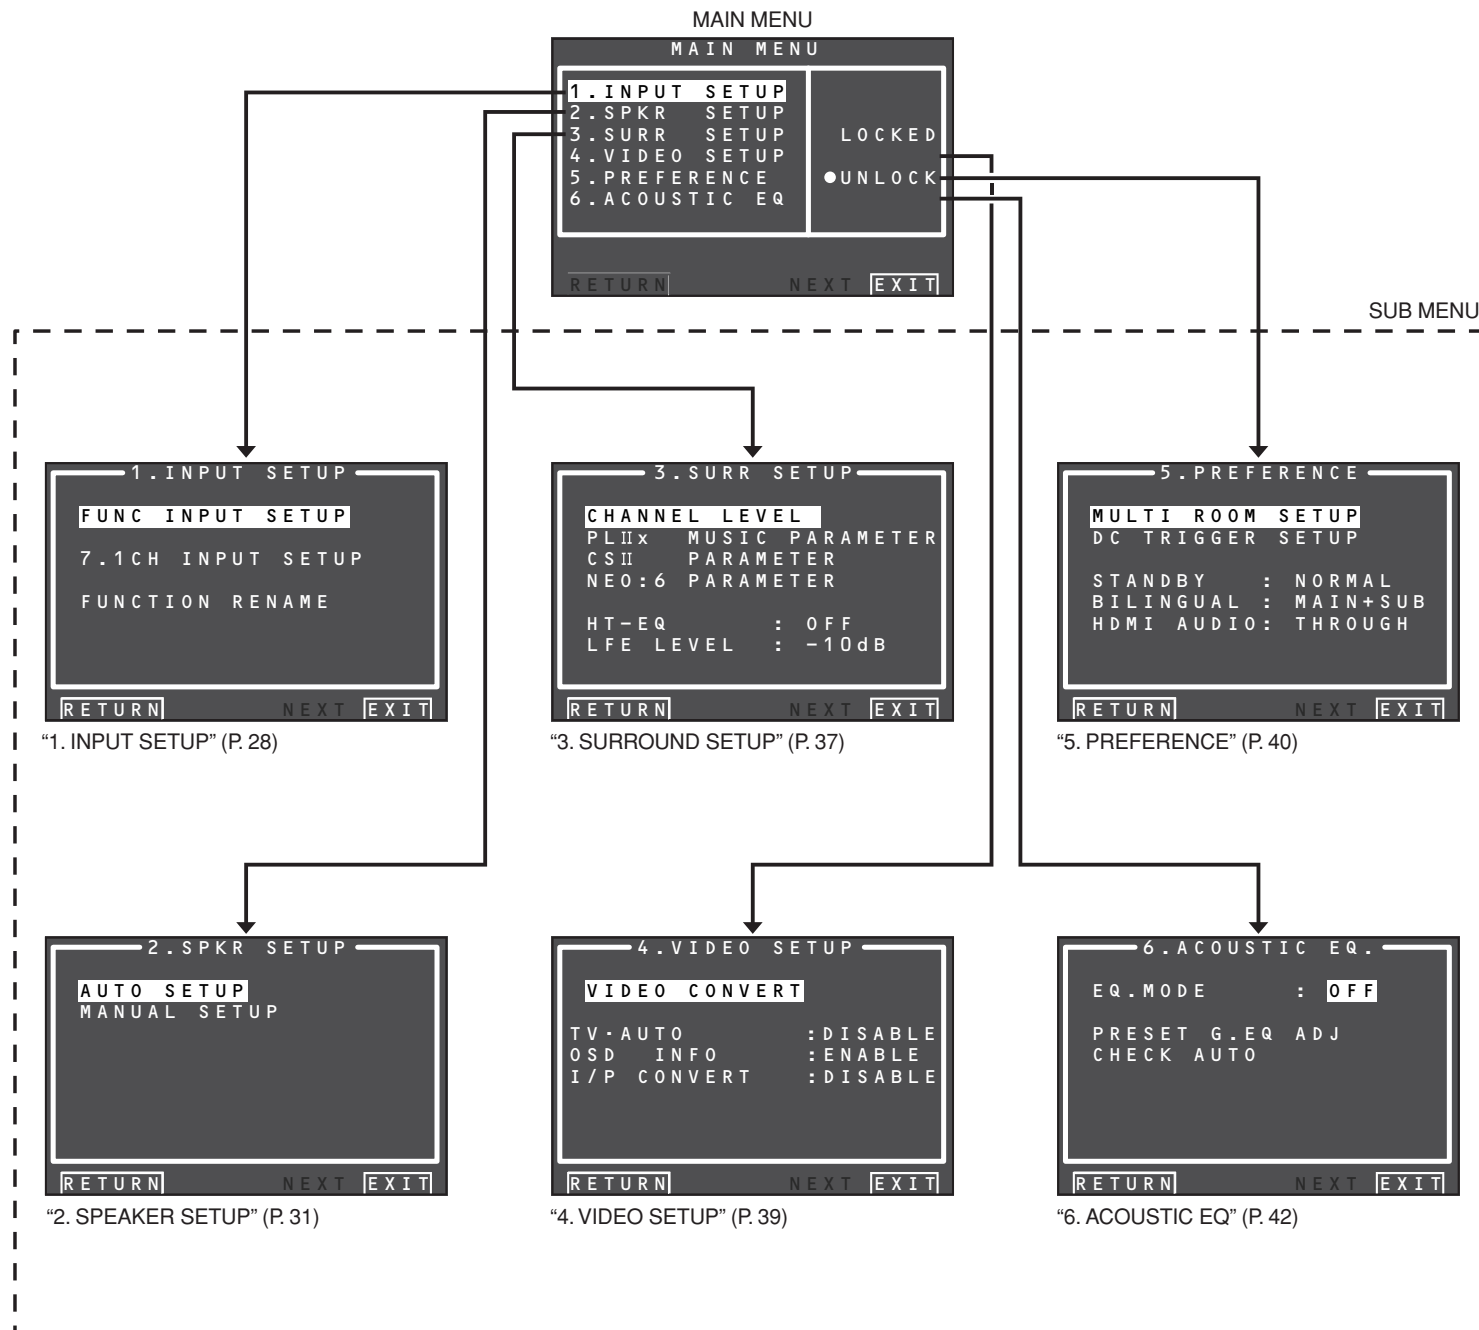 MAIN MENU
MAIN MENU
1.INPUT SETUP
2.SPKR SETUP
3.SURR SETUP
4.VIDEO SETUP
5.PREFERENCE
6.ACOUSTIC EQ
LOCKED
●UNLOCK
RETURN NEXT EXIT
SUB MENU
1.INPUT SETUP
FUNC INPUT SETUP
7.1CH INPUT SETUP
FUNCTION RENAME
RETURN NEXT EXIT
“1. INPUT SETUP” (P. 28)
3.SURR SETUP
CHANNEL LEVEL
PLⅡx MUSIC PARAMETER
CSⅡ PARAMETER
NEO:6 PARAMETER
HT-EQ : OFF
LFE LEVEL : -10dB
RETURN NEXT EXIT
“3. SURROUND SETUP” (P. 37)
5.PREFERENCE
MULTI ROOM SETUP
DC TRIGGER SETUP
STANDBY : NORMAL
BILINGUAL : MAIN+SUB
HDMI AUDIO: THROUGH
RETURN NEXT EXIT
“5. PREFERENCE” (P. 40)
2.SPKR SETUP
AUTO SETUP
MANUAL SETUP
RETURN NEXT EXIT
“2. SPEAKER SETUP” (P. 31)
4.VIDEO SETUP
VIDEO CONVERT
TV·AUTO :DISABLE
OSD INFO :ENABLE
I/P CONVERT :DISABLE
RETURN NEXT EXIT
“4. VIDEO SETUP” (P. 39)
6.ACOUSTIC EQ.
EQ.MODE : OFF
PRESET G.EQ ADJ
CHECK AUTO
RETURN NEXT EXIT
“6. ACOUSTIC EQ” (P. 42)